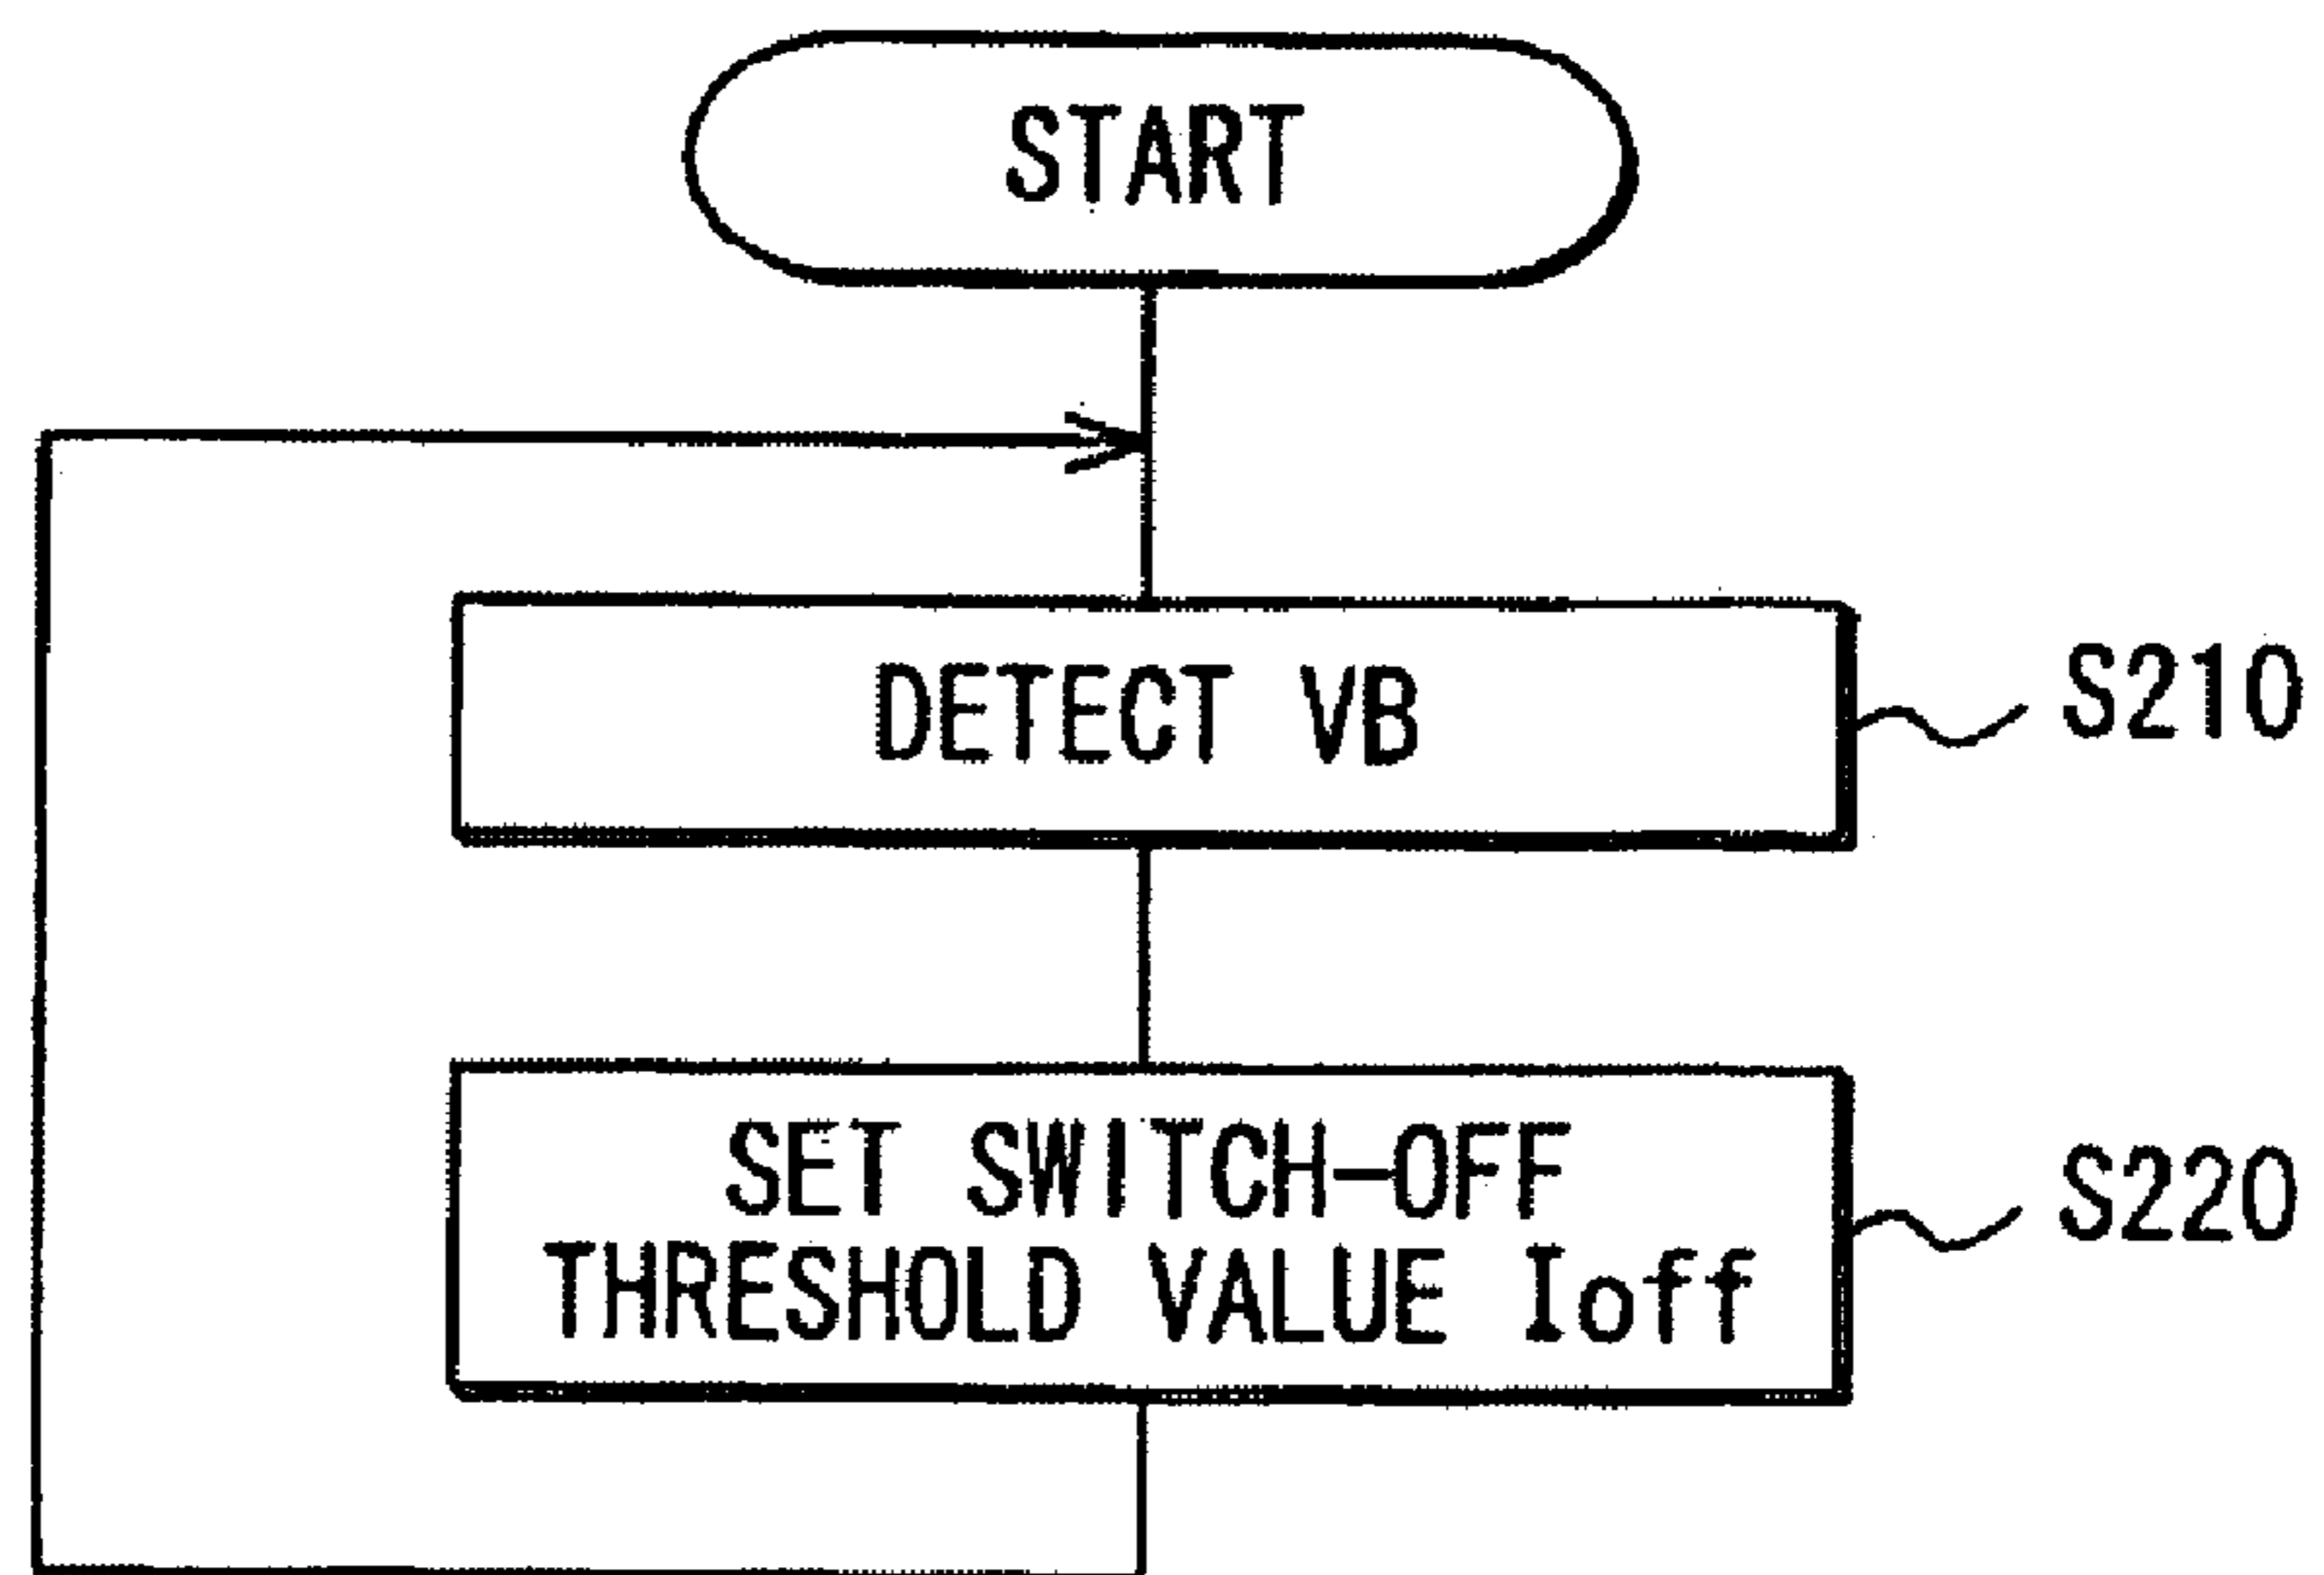 START
DETECT VB
S210
SET SWITCH-OFF
THRESHOLD VALUE Ioff
S220